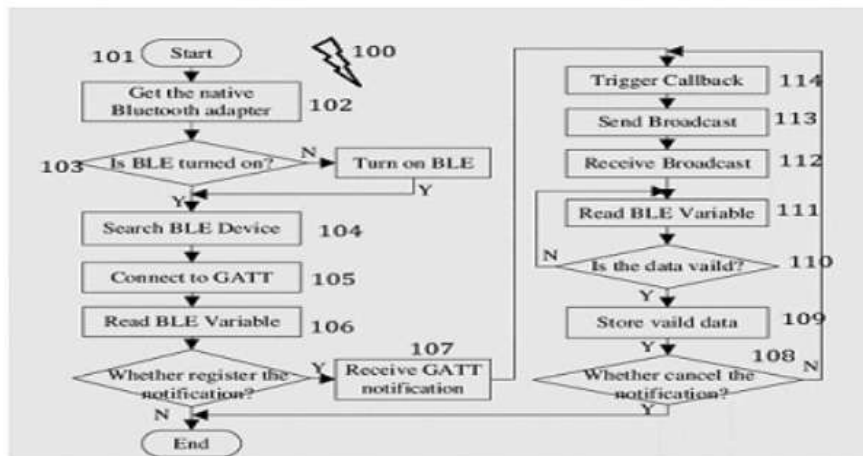 101
Start
100
Get the native
Bluetooth adapter
102
103
Is BLE turned on?
N
Turn on BLE
Y
Y
Search BLE Device
104
Connect to GATT
105
Read BLE Variable
106
Whether register the
notification?
Y
107
Receive GATT
notification
N
End
Trigger Callback
114
Send Broadcast
113
Receive Broadcast
112
Read BLE Variable
111
N
Is the data vaild?
110
Y
Store vaild data
109
Y
108
Whether cancel the
notification?
N
Y